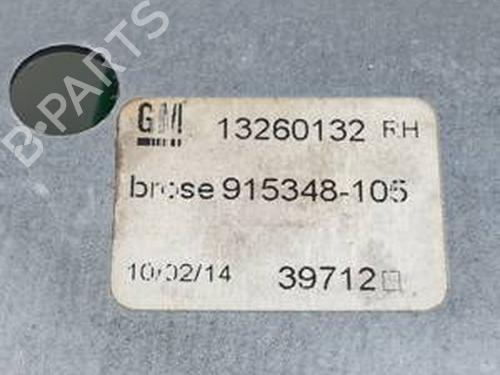 B-PARTS
GM 13260132 RH
brose 915348-105
10/02/14 39712